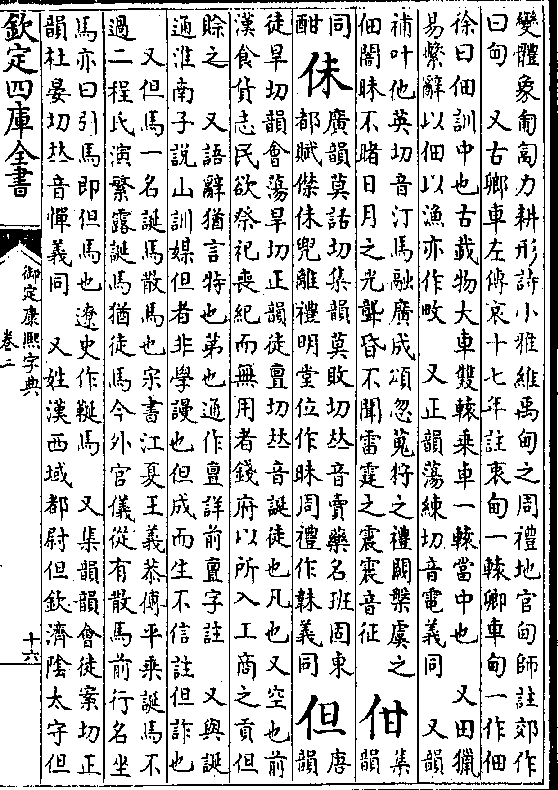 變體象甸鬲力耕形詩小雅維禹甸之周禮地官甸師註郊作
曰甸　又古卿車左傳哀十七年註衷甸一轅卿車甸一作佃
徐曰佃訓中也古載物大車雙轅乘車一轅當中也　又田獵
易繫辭以佃以漁亦作畋　又正韻蕩練切音電義同　又韻
補叶他英切音汀馬融廣成頌忽蒐狩之禮闕槃虞之
佃闇昧不睹日月之光聾昏不聞雷霆之震震音征
㑋集韻
同
酣
佅廣韻莫話切集韻莫敗切𠀤音賣藥名班固東
都賦傑佅兜離禮明堂位作昧周禮作韎義同
但唐韻
徒旱切韻會蕩旱切正韻徒亶切𠀤音誕徒也凡也又空也前
漢食貨志民欲祭祀喪紀而無用者錢府以所入工商之貢但
賒之　又語辭猶言特也第也通作亶詳前亶字註　又與誕
通淮南子說山訓媒但者非學謾也但成而生不信註但詐也
又但馬一名誕馬散馬也宋書江夏王義恭傳平乘誕馬不
過二程氏演繁露誕馬猶徒馬今外官儀從有散馬前行名坐
馬亦曰引馬即但馬也遼史作䩥馬　又集韻韻會徒案切正
韻杜晏切𠀤音憚義同　又姓漢西域都尉但欽濟陰太守但
欽定四庫全書
御定康熙字典
卷二
十六